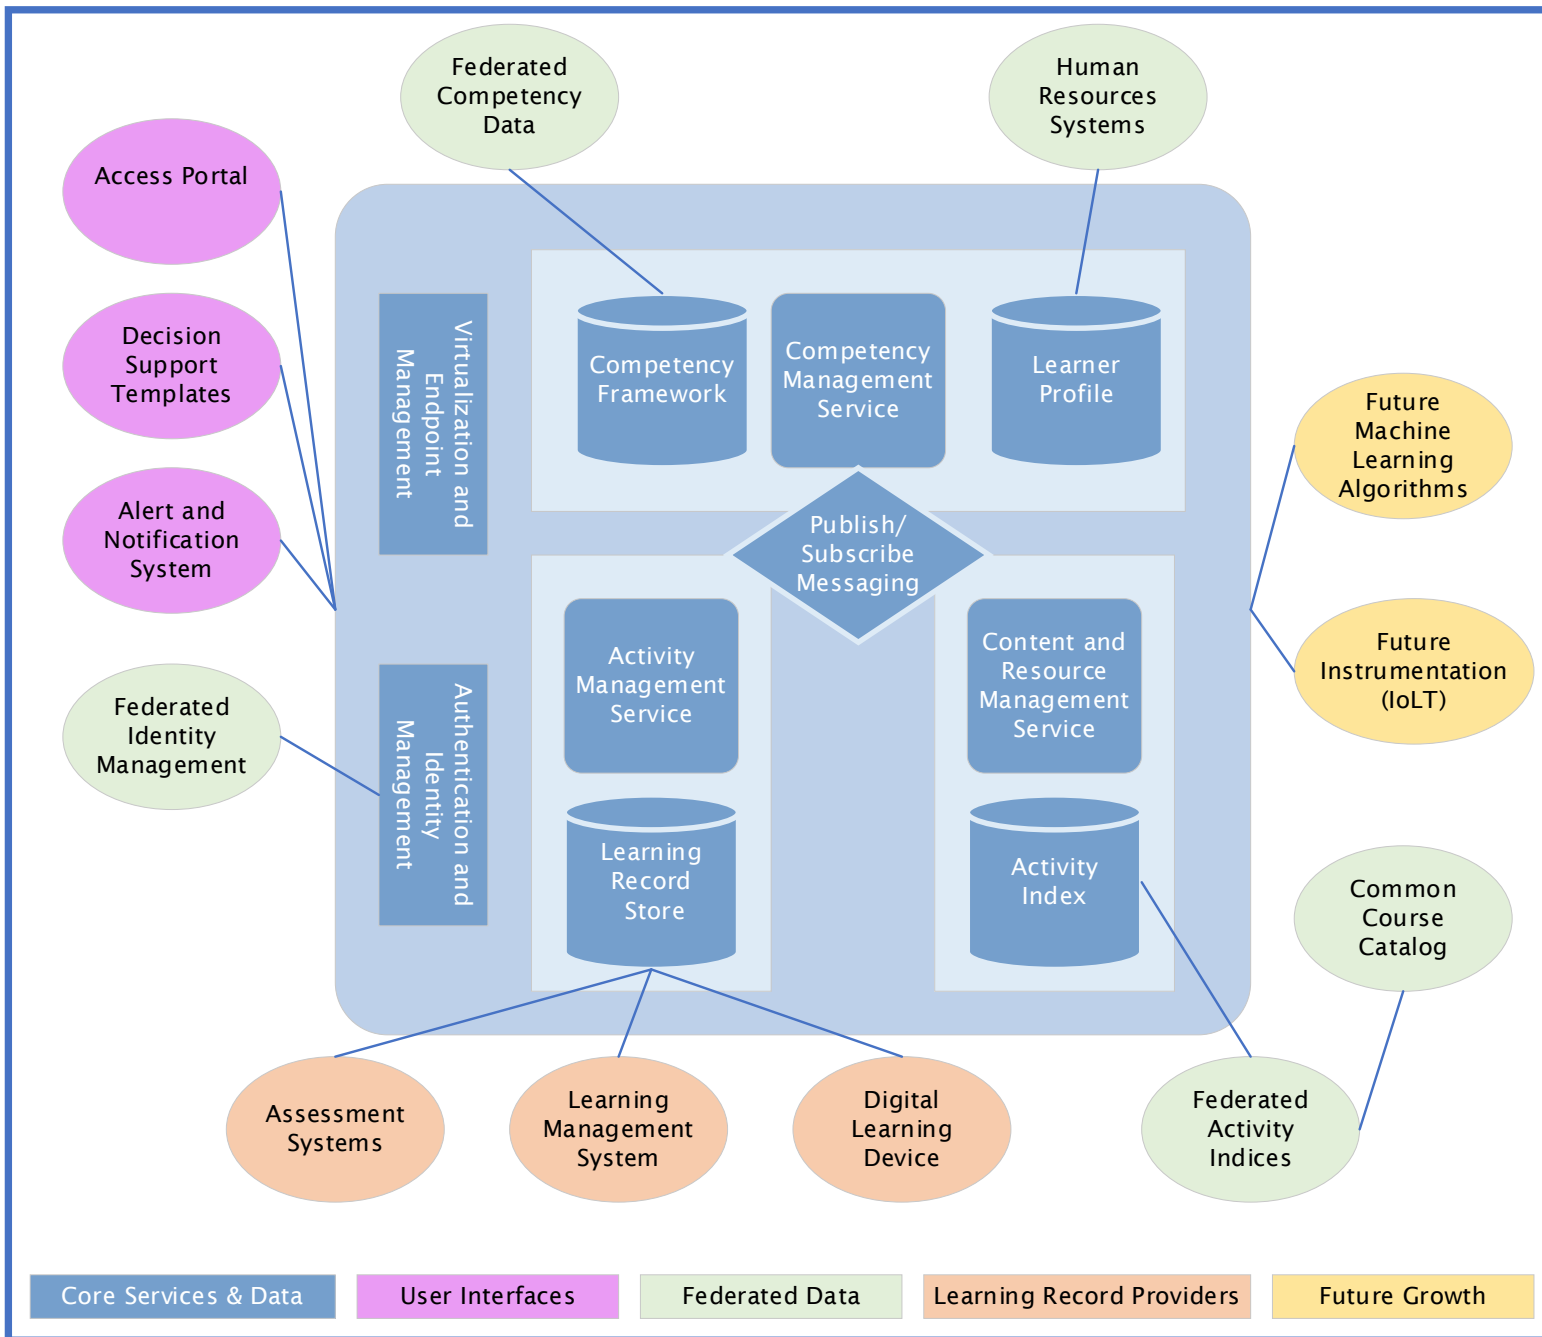 Federated
Competency
Data
Human
Resources
Systems
Access Portal
Decision
Support
Templates
Alert and
Notification
System
Federated
Identity
Management
Virtualization and
Endpoint
Management
Authentication and
Identity
Management
Competency
Framework
Competency
Management
Service
Learner
Profile
Publish/
Subscribe
Messaging
Activity
Management
Service
Content and
Resource
Management
Service
Learning
Record
Store
Activity
Index
Future
Machine
Learning
Algorithms
Future
Instrumentation
(IoLT)
Common
Course
Catalog
Assessment
Systems
Learning
Management
System
Digital
Learning
Device
Federated
Activity
Indices
Core Services & Data
User Interfaces
Federated Data
Learning Record Providers
Future Growth